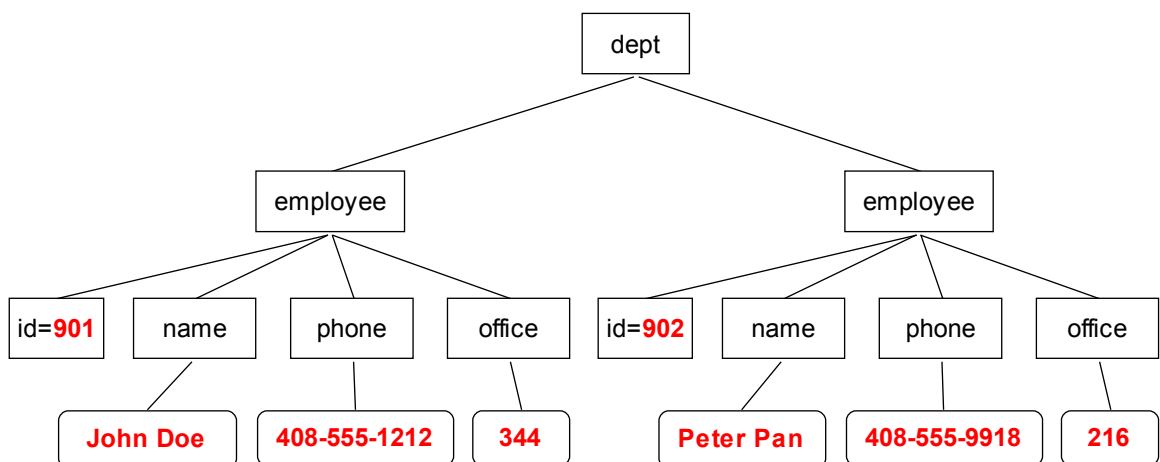 dept
employee employee
id=901 name phone office id=902 name phone office
John Doe 408-555-1212 344 Peter Pan 408-555-9918 216